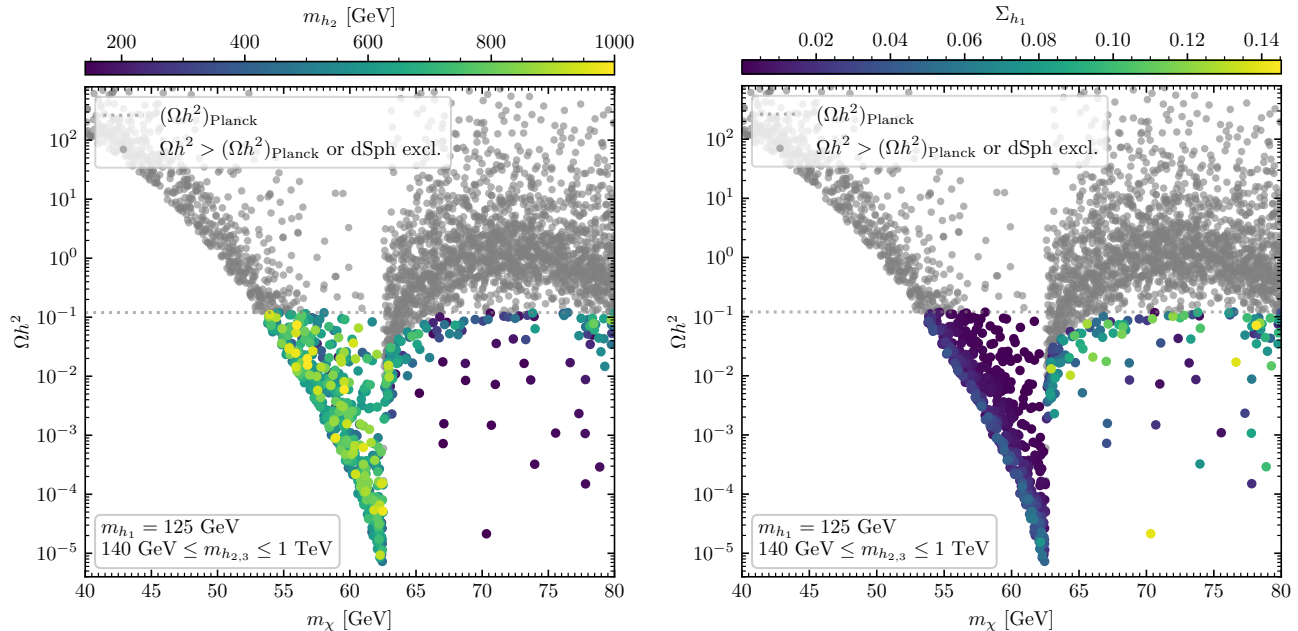 m_{h_2} [GeV]
200 400 600 800 1000
10^2
10^1
10^0
10^{-1}
10^{-2}
10^{-3}
10^{-4}
10^{-5}
Ωh^2
(Ωh^2)_{Planck}
Ωh^2 > (Ωh^2)_{Planck} or dSph excl.
m_{h_1} = 125 GeV
140 GeV ≤ m_{h_{2,3}} ≤ 1 TeV
40 45 50 55 60 65 70 75 80
m_χ [GeV]
Σ_{h_1}
0.02 0.04 0.06 0.08 0.10 0.12 0.14
10^2
10^1
10^0
10^{-1}
10^{-2}
10^{-3}
10^{-4}
10^{-5}
Ωh^2
(Ωh^2)_{Planck}
Ωh^2 > (Ωh^2)_{Planck} or dSph excl.
m_{h_1} = 125 GeV
140 GeV ≤ m_{h_{2,3}} ≤ 1 TeV
40 45 50 55 60 65 70 75 80
m_χ [GeV]